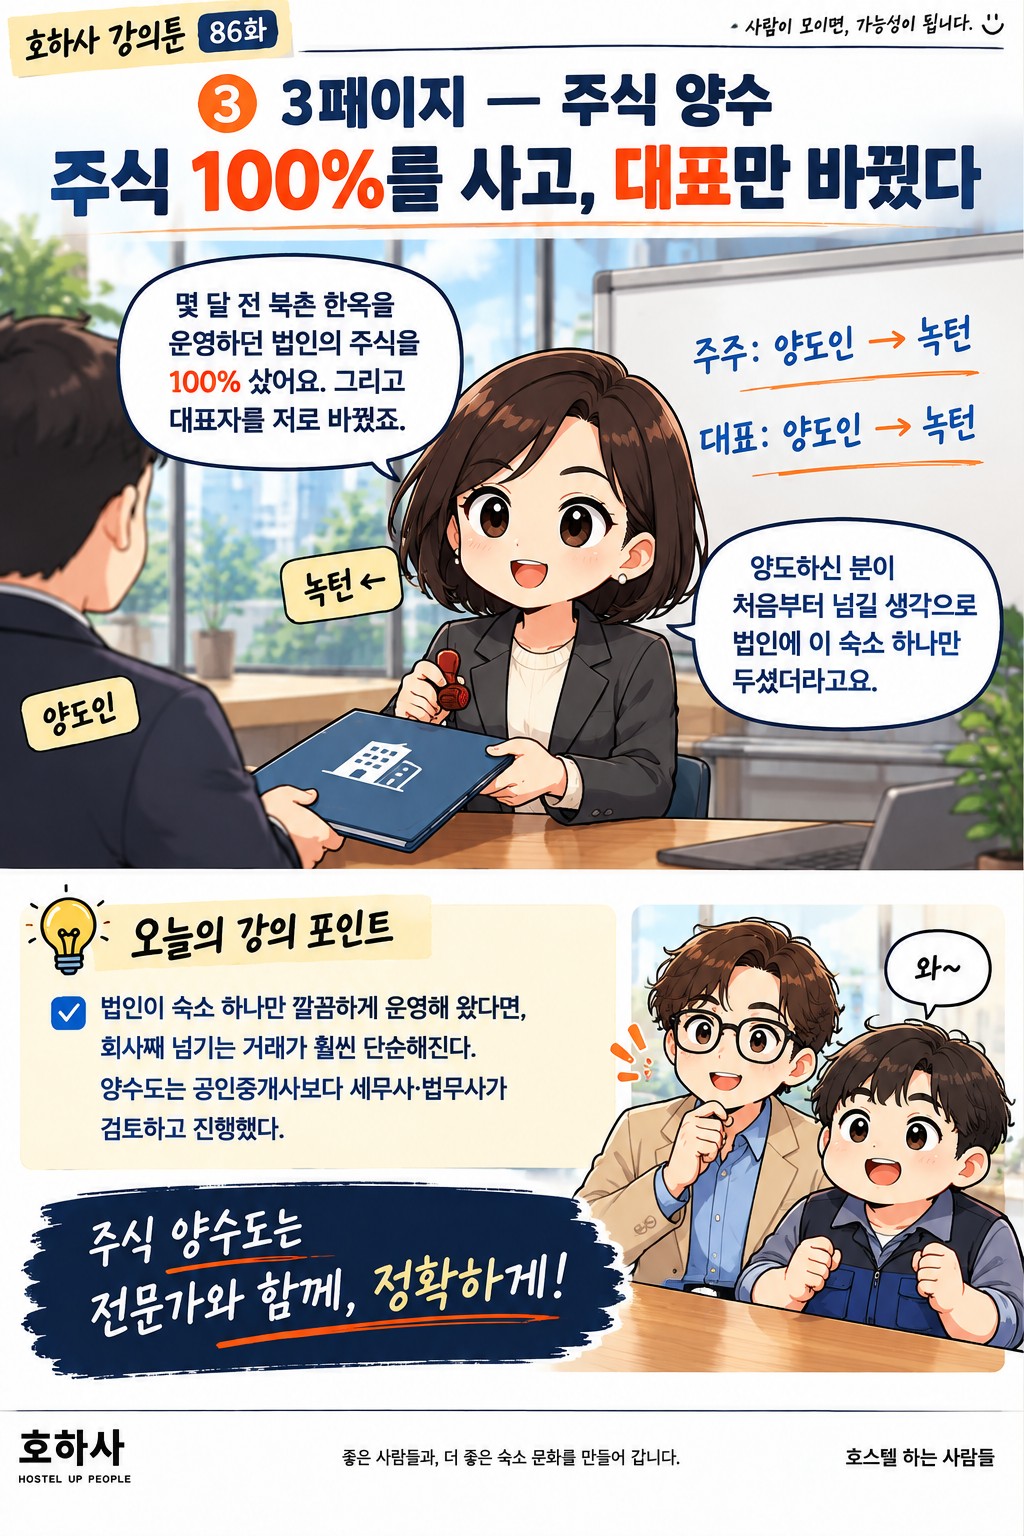 호하사 강의툰 86화
사람이 모이면, 가능성이 됩니다.
3 3페이지 — 주식 양수
주식 100%를 사고, 대표만 바꿨다
몇 달 전 북촌 한옥을
운영하던 법인의 주식을
100% 샀어요. 그리고
대표자를 저로 바꿨죠.
주주: 양도인 → 녹턴
대표: 양도인 → 녹턴
녹턴 ←
양도하신 분이
처음부터 넘길 생각으로
법인에 이 숙소 하나만
두셨더라고요.
양도인
오늘의 강의 포인트
법인이 숙소 하나만 깔끔하게 운영해 왔다면,
회사째 넘기는 거래가 훨씬 단순해진다.
양수도는 공인중개사보다 세무사·법무사가
검토하고 진행했다.
와~
주식 양수도는
전문가와 함께, 정확하게!
호하사
HOSTEL UP PEOPLE
좋은 사람들과, 더 좋은 숙소 문화를 만들어 갑니다.
호스텔 하는 사람들